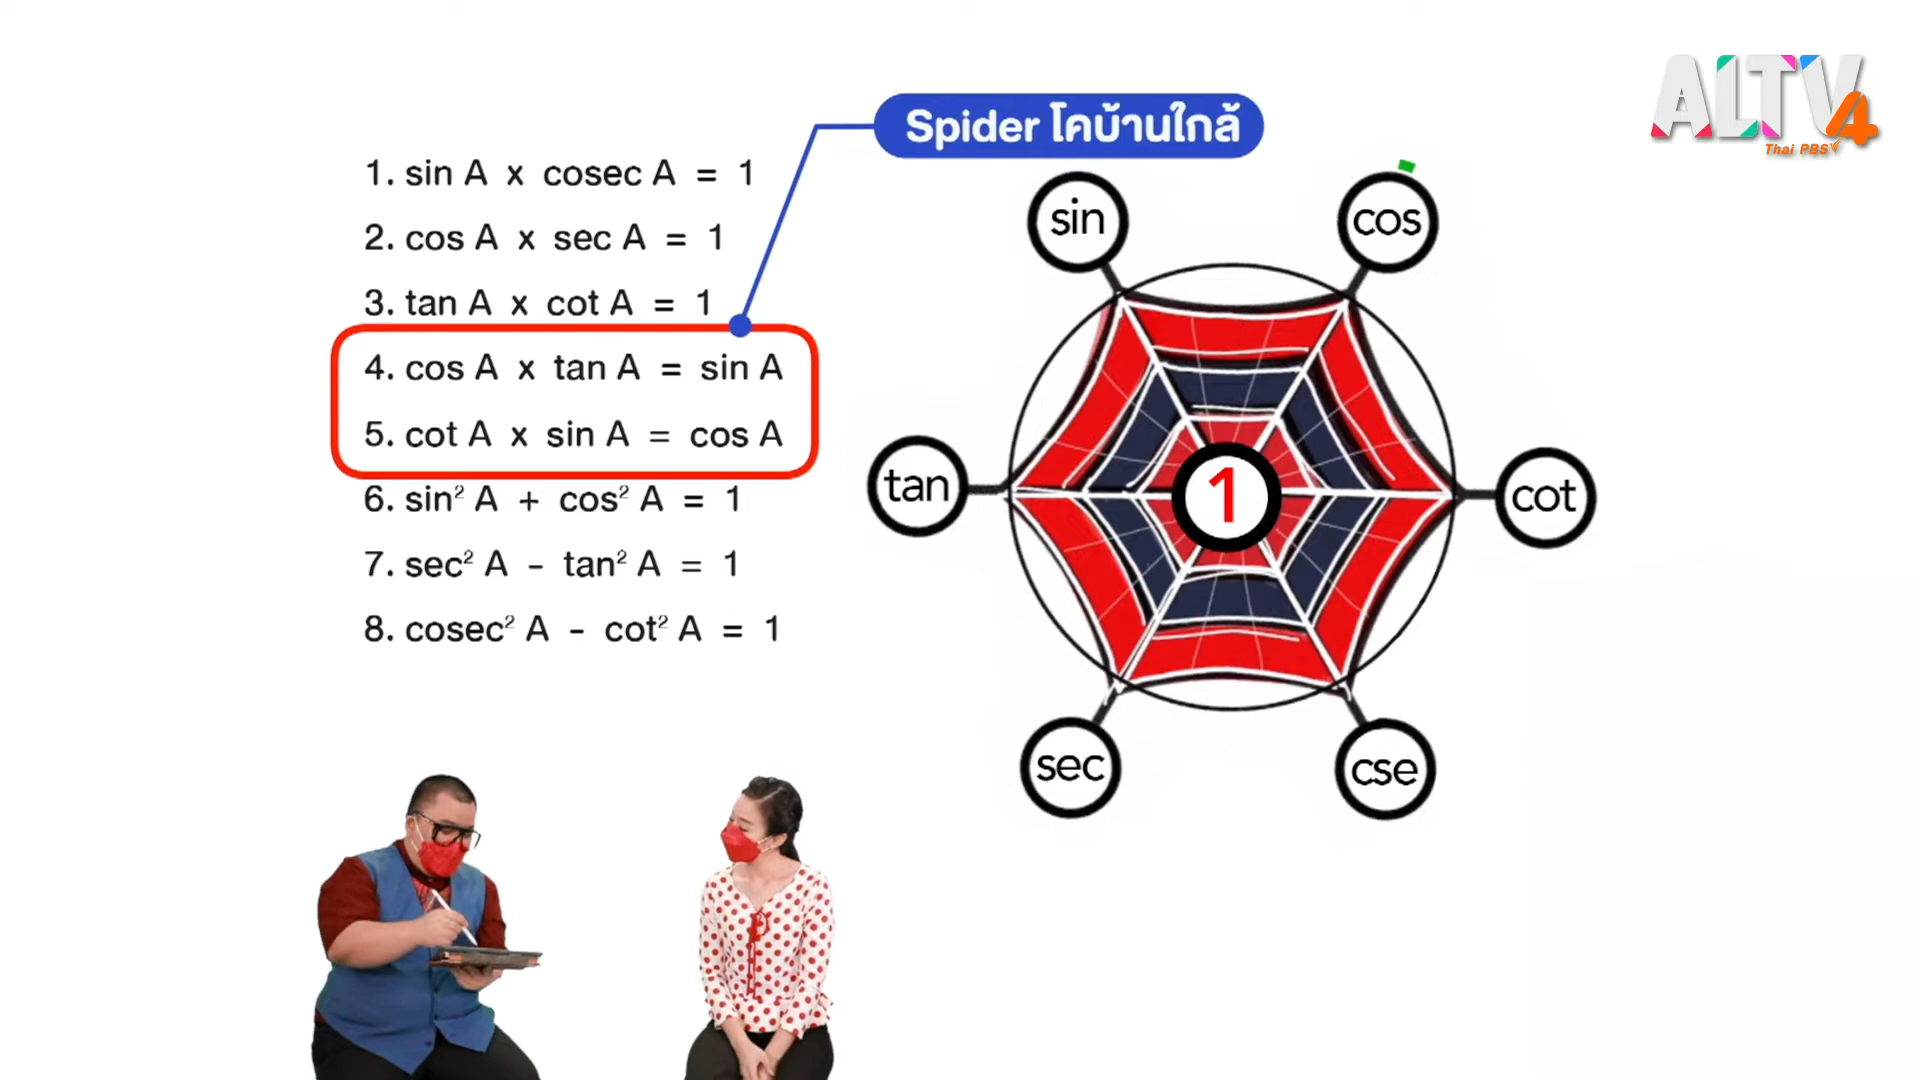 ALTV4
Thai PBS
Spider โคบ้านใกล้
1. sin A x cosec A = 1
2. cos A x sec A = 1
3. tan A x cot A = 1
4. cos A x tan A = sin A
5. cot A x sin A = cos A
6. sin² A + cos² A = 1
7. sec² A - tan² A = 1
8. cosec² A - cot² A = 1
sin
cos
tan
1
cot
sec
cse